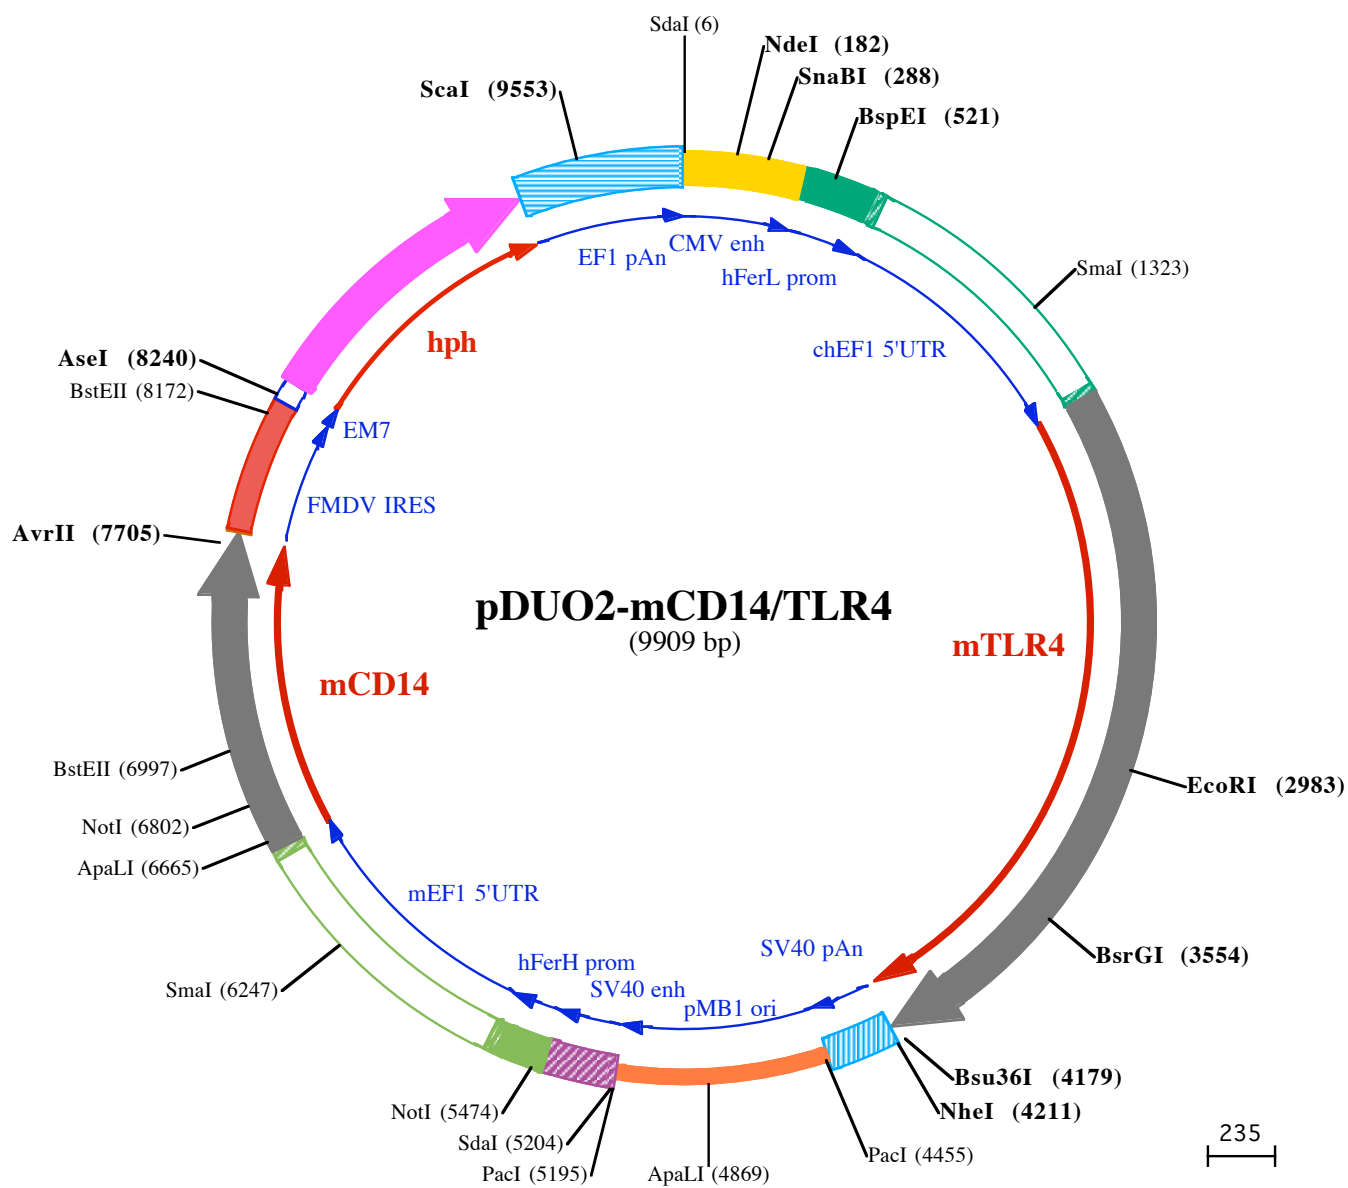 SdaI (6)
NdeI (182)
SnaBI (288)
ScaI (9553)
BspEI (521)
CMV enh
EF1 pAn
hFerL prom
SmaI (1323)
hph
chEF1 5'UTR
AseI (8240)
BstEII (8172)
EM7
FMDV IRES
AvrII (7705)
pDUO2-mCD14/TLR4
(9909 bp)
mTLR4
mCD14
BstEII (6997)
EcoRI (2983)
NotI (6802)
ApaLI (6665)
mEF1 5'UTR
SV40 pAn
BsrGI (3554)
hFerH prom
SmaI (6247)
SV40 enh
pMB1 ori
Bsu36I (4179)
NotI (5474)
NheI (4211)
235
SdaI (5204)
PacI (4455)
PacI (5195)
ApaLI (4869)